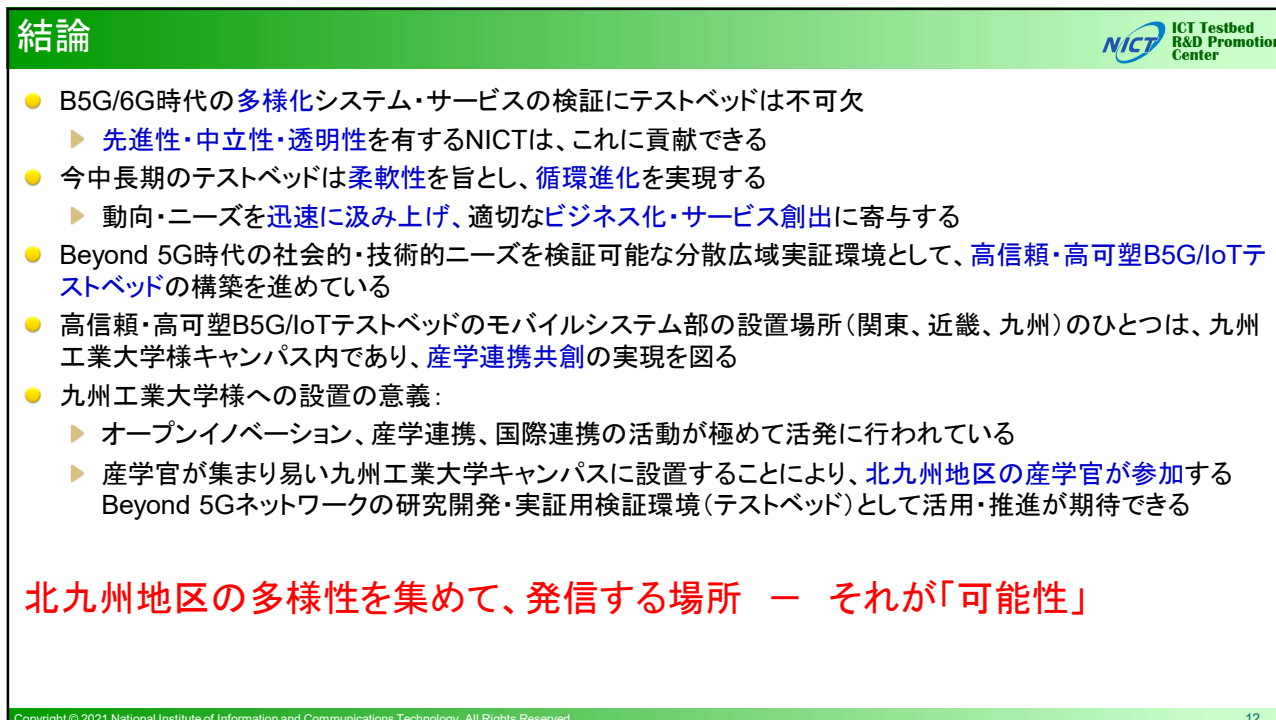 結論
NICT
ICT Testbed
R&D Promotion
Center
B5G/6G時代の多様化システム・サービスの検証にテストベッドは不可欠
先進性・中立性・透明性を有するNICTは、これに貢献できる
今中長期のテストベッドは柔軟性を旨とし、循環進化を実現する
動向・ニーズを迅速に汲み上げ、適切なビジネス化・サービス創出に寄与する
Beyond 5G時代の社会的・技術的ニーズを検証可能な分散広域実証環境として、高信頼・高可塑B5G/IoTテ
ストベッドの構築を進めている
高信頼・高可塑B5G/IoTテストベッドのモバイルシステム部の設置場所（関東、近畿、九州）のひとつは、九州
工業大学様キャンパス内であり、産学連携共創の実現を図る
九州工業大学様への設置の意義：
オープンイノベーション、産学連携、国際連携の活動が極めて活発に行われている
産学官が集まり易い九州工業大学キャンパスに設置することにより、北九州地区の産学官が参加する
Beyond 5Gネットワークの研究開発・実証用検証環境（テストベッド）として活用・推進が期待できる
北九州地区の多様性を集めて、発信する場所　－　それが「可能性」
Copyright © 2021 National Institute of Information and Communications Technology. All Rights Reserved
12